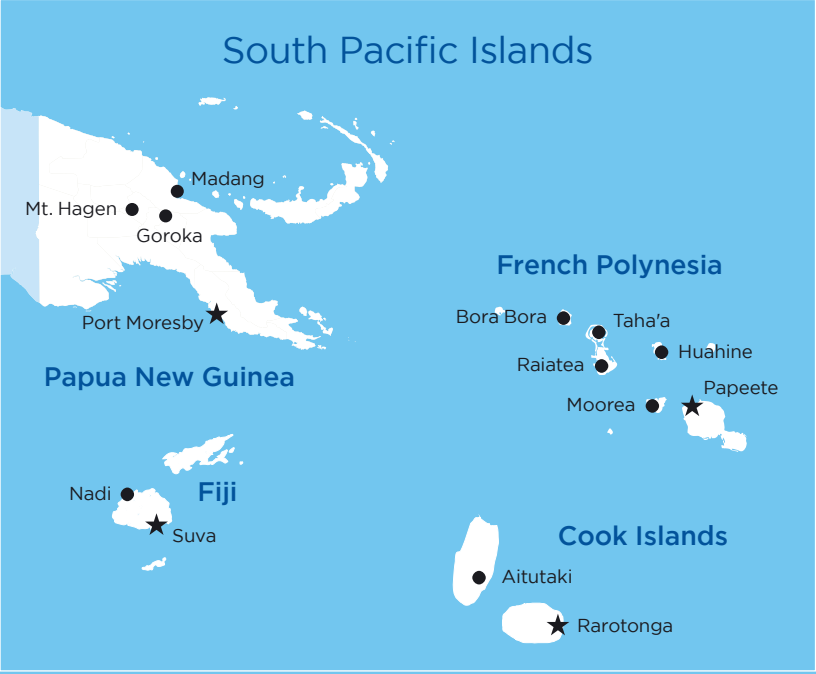 South Pacific Islands
Madang
Mt. Hagen
Goroka
Port Moresby
Papua New Guinea
French Polynesia
Bora Bora
Taha'a
Raiatea
Huahine
Moorea
Papeete
Nadi
Fiji
Suva
Cook Islands
Aitutaki
Rarotonga